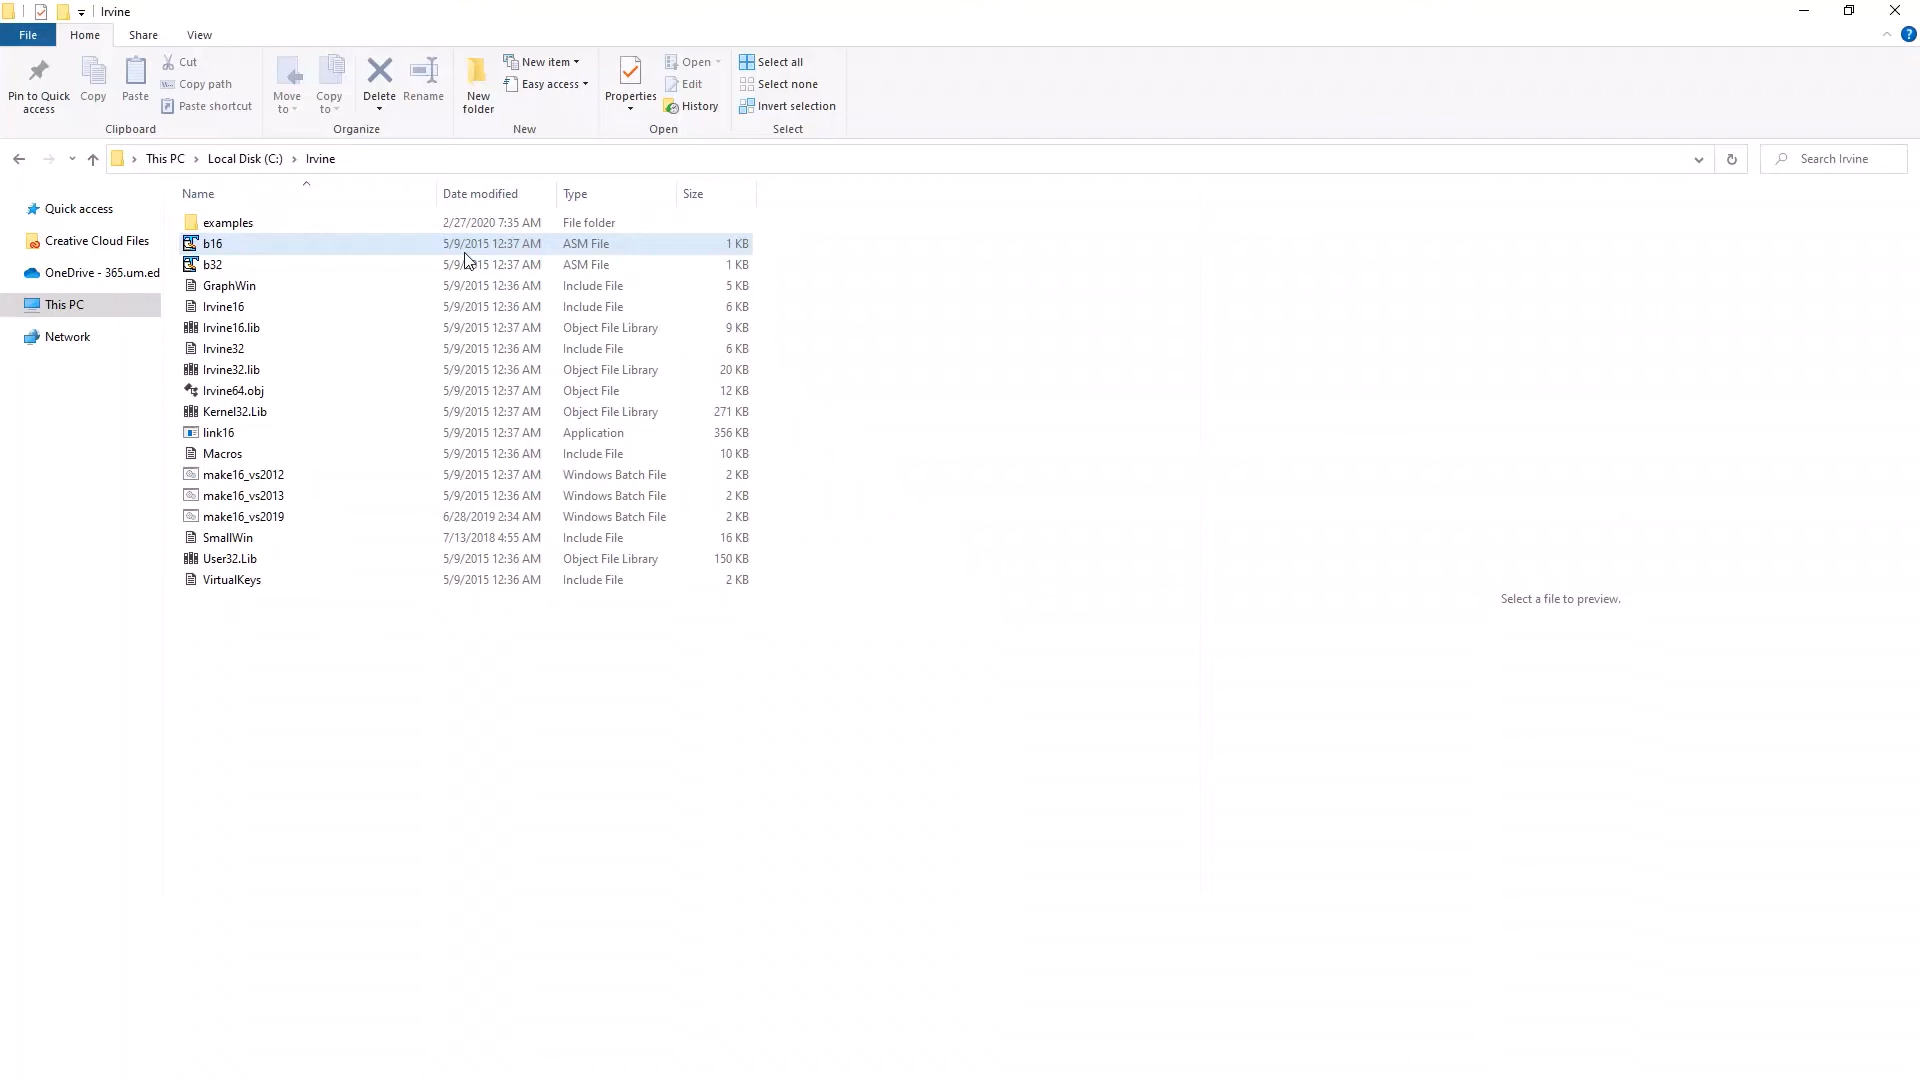 Irvine
File Home Share View
Pin to Quick access Copy Paste Cut Copy path Paste shortcut
Move to Copy to Delete Rename
New folder New item Easy access
Properties Open Edit History
Select all Select none Invert selection
Clipboard Organize New Open Select
This PC Local Disk (C:) Irvine Search Irvine
Quick access
Creative Cloud Files
OneDrive - 365.um.ed
This PC
Network
Name Date modified Type Size
examples 2/27/2020 7:35 AM File folder
b16 5/9/2015 12:37 AM ASM File 1 KB
b32 5/9/2015 12:37 AM ASM File 1 KB
GraphWin 5/9/2015 12:36 AM Include File 5 KB
Irvine16 5/9/2015 12:36 AM Include File 6 KB
Irvine16.lib 5/9/2015 12:37 AM Object File Library 9 KB
Irvine32 5/9/2015 12:36 AM Include File 6 KB
Irvine32.lib 5/9/2015 12:36 AM Object File Library 20 KB
Irvine64.obj 5/9/2015 12:37 AM Object File 12 KB
Kernel32.Lib 5/9/2015 12:37 AM Object File Library 271 KB
link16 5/9/2015 12:37 AM Application 356 KB
Macros 5/9/2015 12:36 AM Include File 10 KB
make16_vs2012 5/9/2015 12:37 AM Windows Batch File 2 KB
make16_vs2013 5/9/2015 12:36 AM Windows Batch File 2 KB
make16_vs2019 6/28/2019 2:34 AM Windows Batch File 2 KB
SmallWin 7/13/2018 4:55 AM Include File 16 KB
User32.Lib 5/9/2015 12:36 AM Object File Library 150 KB
VirtualKeys 5/9/2015 12:36 AM Include File 2 KB
Select a file to preview.